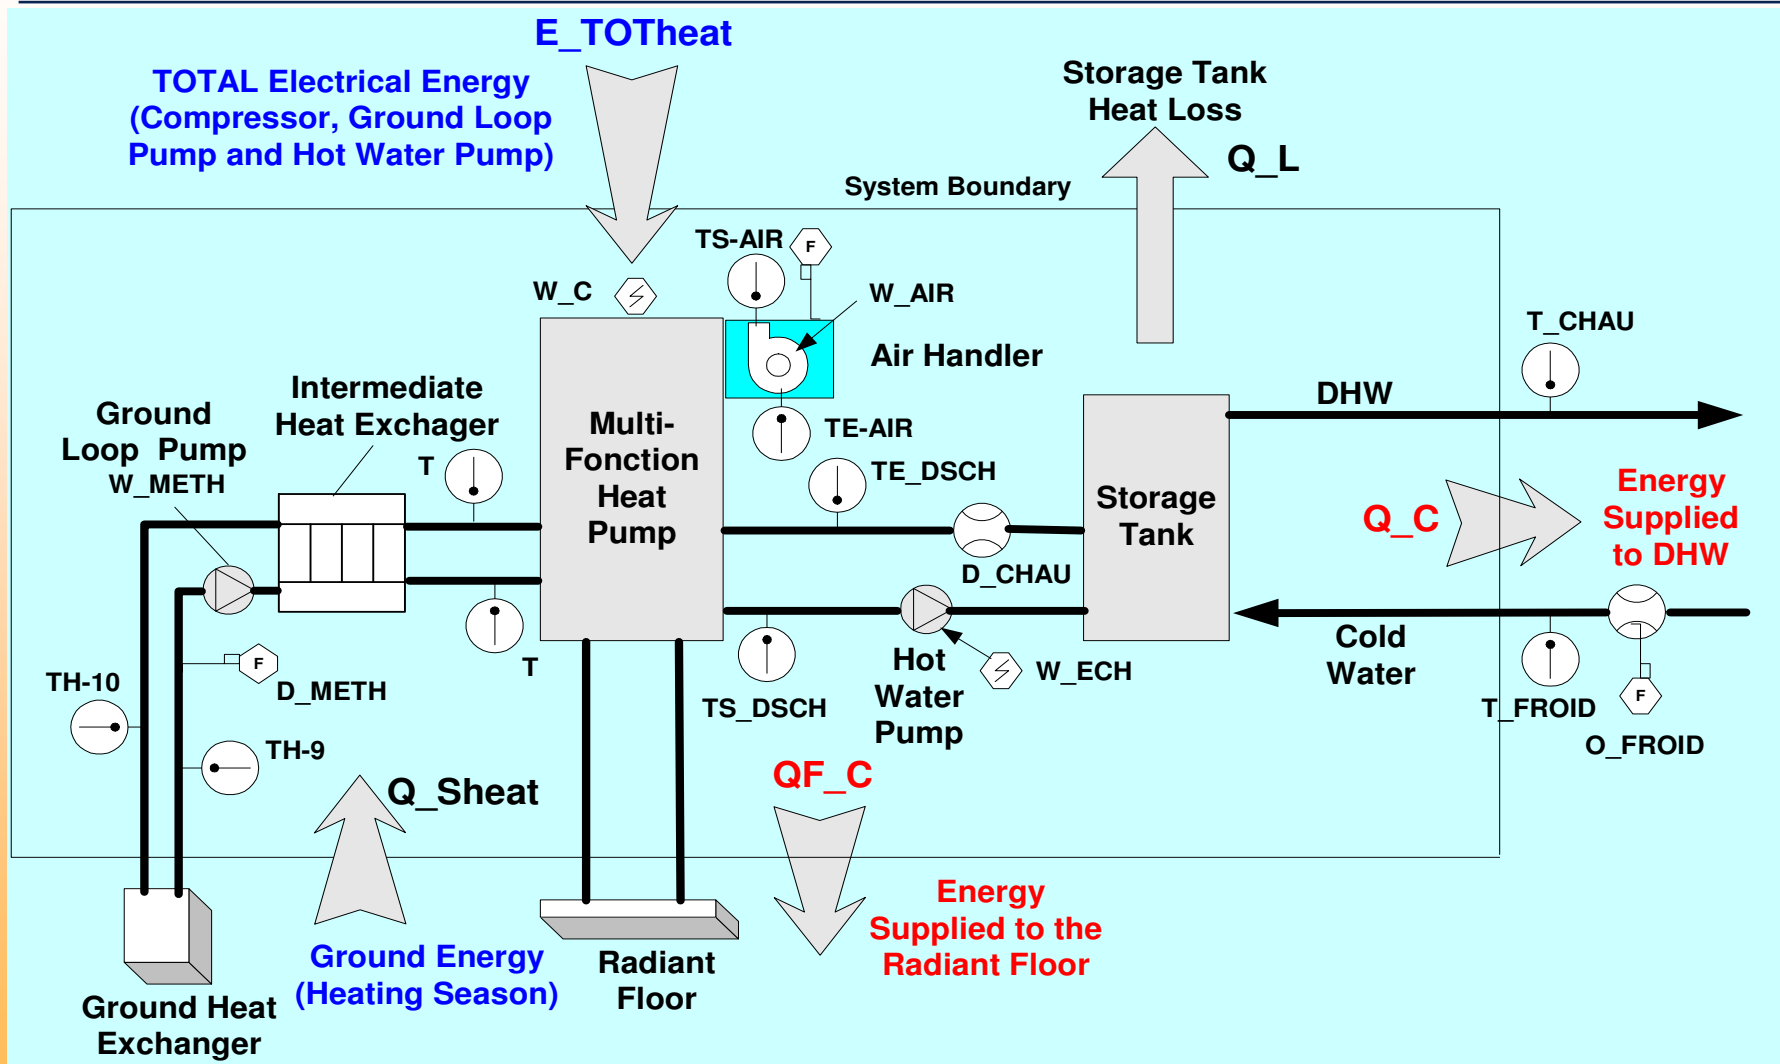 E_TOTheat
TOTAL Electrical Energy
(Compressor, Ground Loop
Pump and Hot Water Pump)
Storage Tank
Heat Loss
Q_L
System Boundary
TS-AIR
F
W_C
W_AIR
T_CHAU
Air Handler
Intermediate
Heat Exchager
Ground
Loop Pump
W_METH
T
Multi-
Fonction
Heat
Pump
TE-AIR
TE_DSCH
DHW
Storage
Tank
Q_C
Energy
Supplied
to DHW
D_CHAU
Cold
Water
T
F
D_METH
TH-10
TH-9
TS_DSCH
Hot
Water
Pump
W_ECH
T_FROID
F
O_FROID
Q_Sheat
QF_C
Ground Energy
(Heating Season)
Radiant
Floor
Energy
Supplied to the
Radiant Floor
Ground Heat
Exchanger